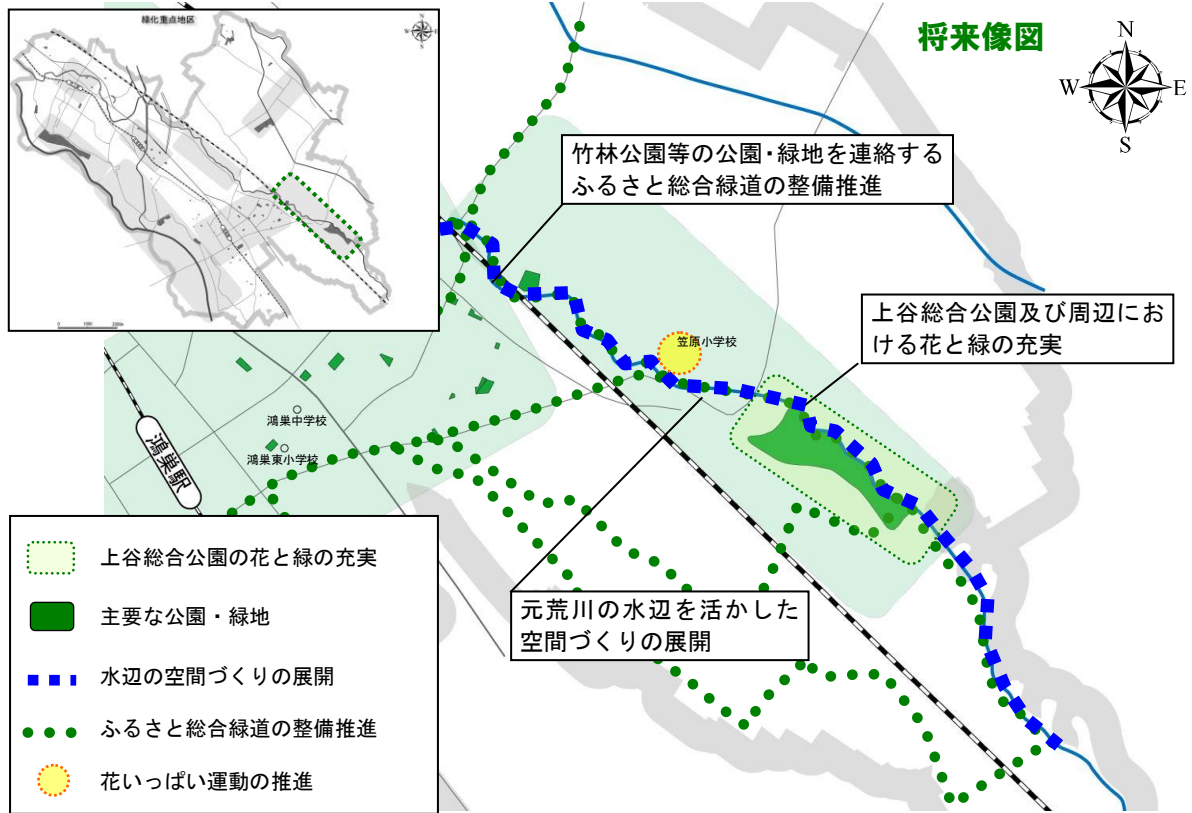 緑化重点地区
N
W
E
S
将来像図
N
W
E
S
竹林公園等の公園・緑地を連絡する
ふるさと総合緑道の整備推進
上谷総合公園及び周辺にお
ける花と緑の充実
笠原小学校
鴻巣中学校
鴻巣東小学校
鴻巣駅
元荒川の水辺を活かした
空間づくりの展開
上谷総合公園の花と緑の充実
主要な公園・緑地
水辺の空間づくりの展開
ふるさと総合緑道の整備推進
花いっぱい運動の推進